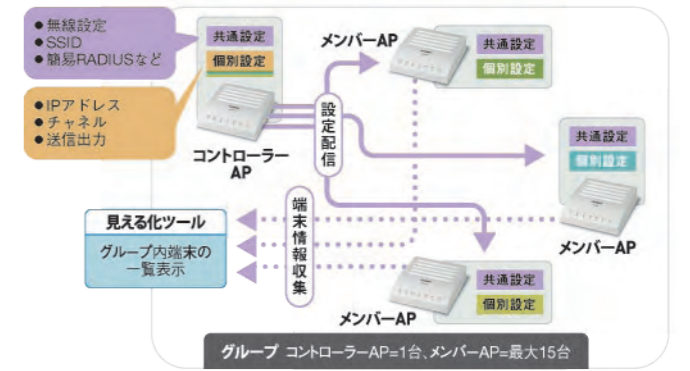 ●無線設定
●SSID
●簡易RADIUSなど
●IPアドレス
●チャネル
●送信出力
共通設定
個別設定
コントローラー
AP
設定配信
メンバーAP
共通設定
個別設定
共通設定
個別設定
メンバーAP
端末情報収集
見える化ツール
グループ内端末の
一覧表示
メンバーAP
共通設定
個別設定
グループ コントローラーAP=1台、メンバーAP=最大15台